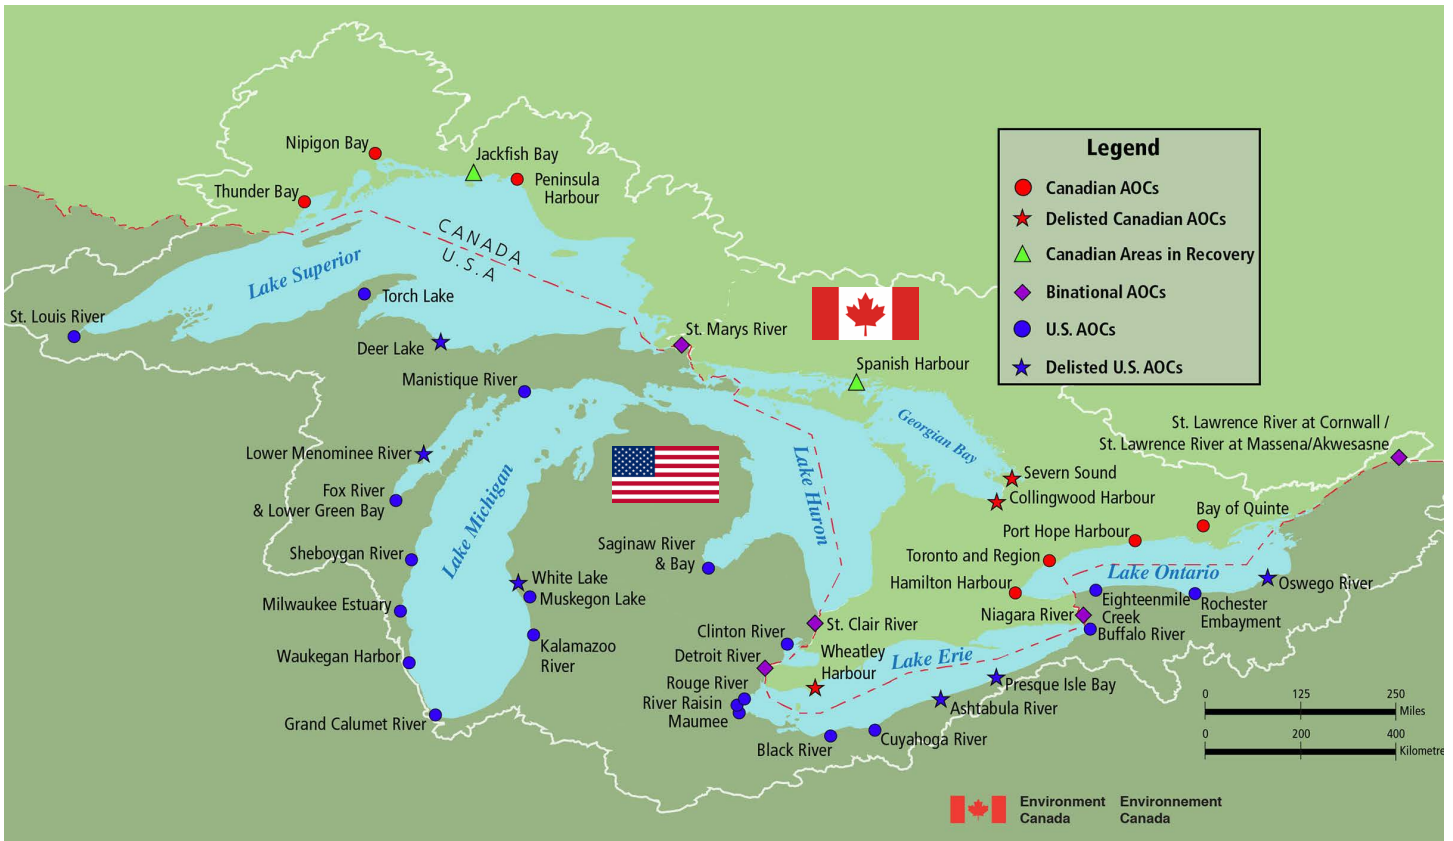 Nipigon Bay
Jackfish Bay
Thunder Bay
Peninsula
Harbour
CANADA
U.S.A
Lake Superior
Torch Lake
St. Louis River
Deer Lake
St. Marys River
Manistique River
Spanish Harbour
Georgian Bay
Lower Menominee River
Fox River
& Lower Green Bay
Lake Michigan
Lake Huron
Severn Sound
Collingwood Harbour
Sheboygan River
Saginaw River
& Bay
White Lake
Muskegon Lake
Milwaukee Estuary
Kalamazoo
River
Waukegan Harbor
Grand Calumet River
St. Clair River
Clinton River
Detroit River
Wheatley
Harbour
Rouge River
River Raisin
Maumee
Black River
Cuyahoga River
Lake Erie
Ashtabula River
Presque Isle Bay
Buffalo River
Niagara River
Eighteenmile
Creek
Rochester
Embayment
Oswego River
Lake Ontario
Hamilton Harbour
Toronto and Region
Port Hope Harbour
Bay of Quinte
St. Lawrence River at Cornwall /
St. Lawrence River at Massena/Akwesasne
Legend
Canadian AOCs
Delisted Canadian AOCs
Canadian Areas in Recovery
Binational AOCs
U.S. AOCs
Delisted U.S. AOCs
0 125 250
Miles
0 200 400
Kilometre
Environment Environnement
Canada Canada